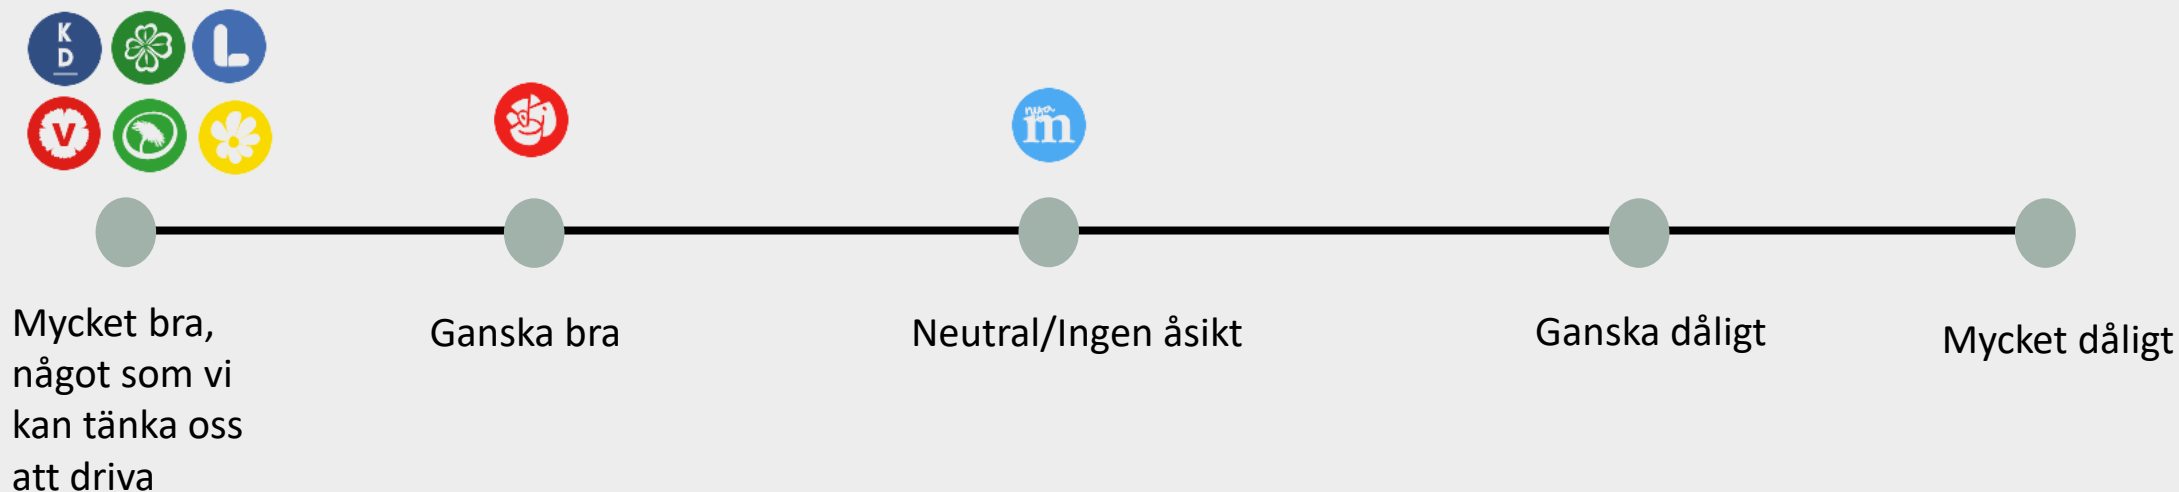 K
D
L
V
nya
m
Mycket bra,
något som vi
kan tänka oss
att driva
Ganska bra
Neutral/Ingen åsikt
Ganska dåligt
Mycket dåligt